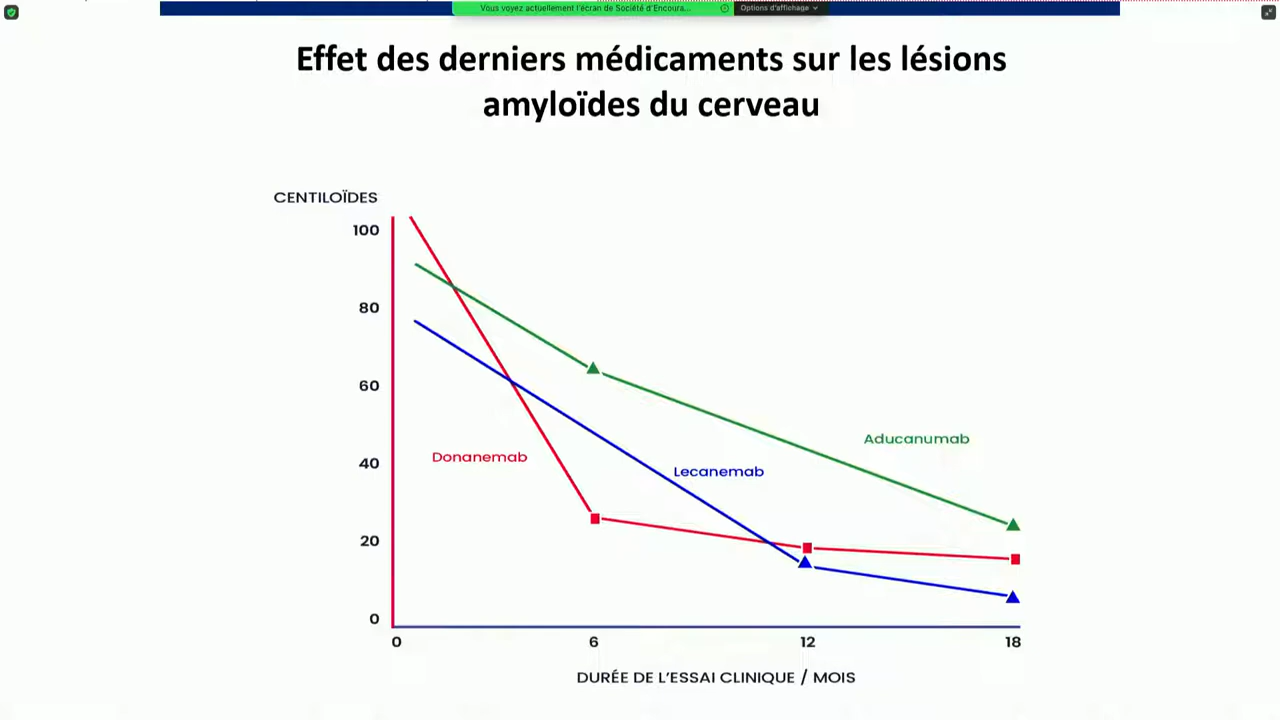 Vous voyez actuellement l'écran de Société d'Encoura...
Options d'affichage
Effet des derniers médicaments sur les lésions
amyloïdes du cerveau
CENTILOÏDES
100
80
60
40
20
0
Donanemab
Lecanemab
Aducanumab
0 6 12 18
DURÉE DE L'ESSAI CLINIQUE / MOIS